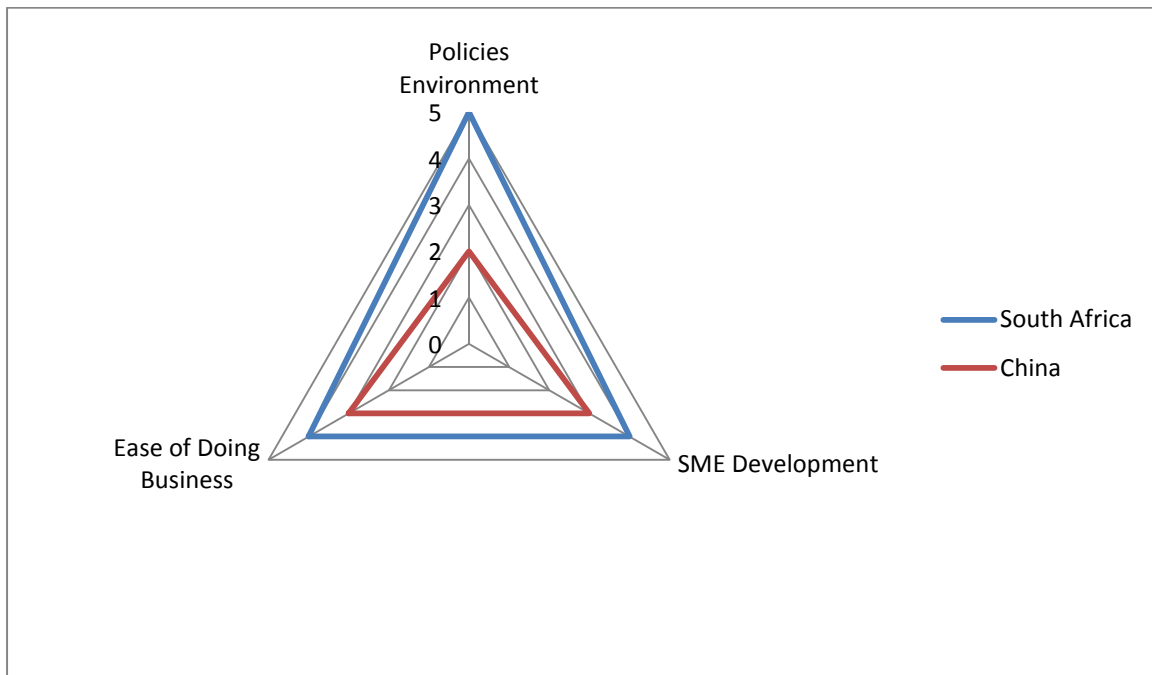 Policies
Environment
5
4
3
2
1
0
South Africa
China
Ease of Doing
Business
SME Development